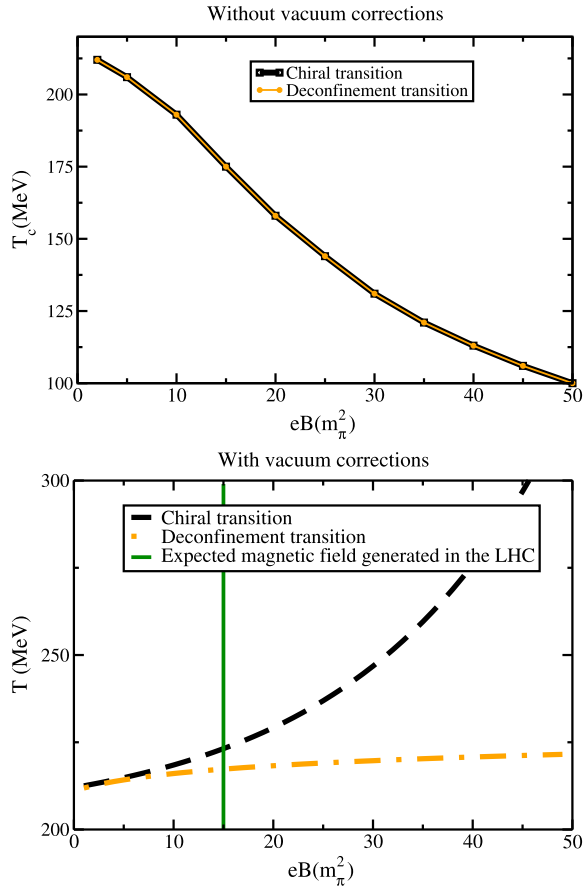 Without vacuum corrections
Chiral transition
Deconfinement transition
T_c(MeV)
200
175
150
125
100
0
10
20
30
40
50
eB(m_π^2)
With vacuum corrections
Chiral transition
Deconfinement transition
Expected magnetic field generated in the LHC
T (MeV)
300
250
200
0
10
20
30
40
50
eB(m_π^2)